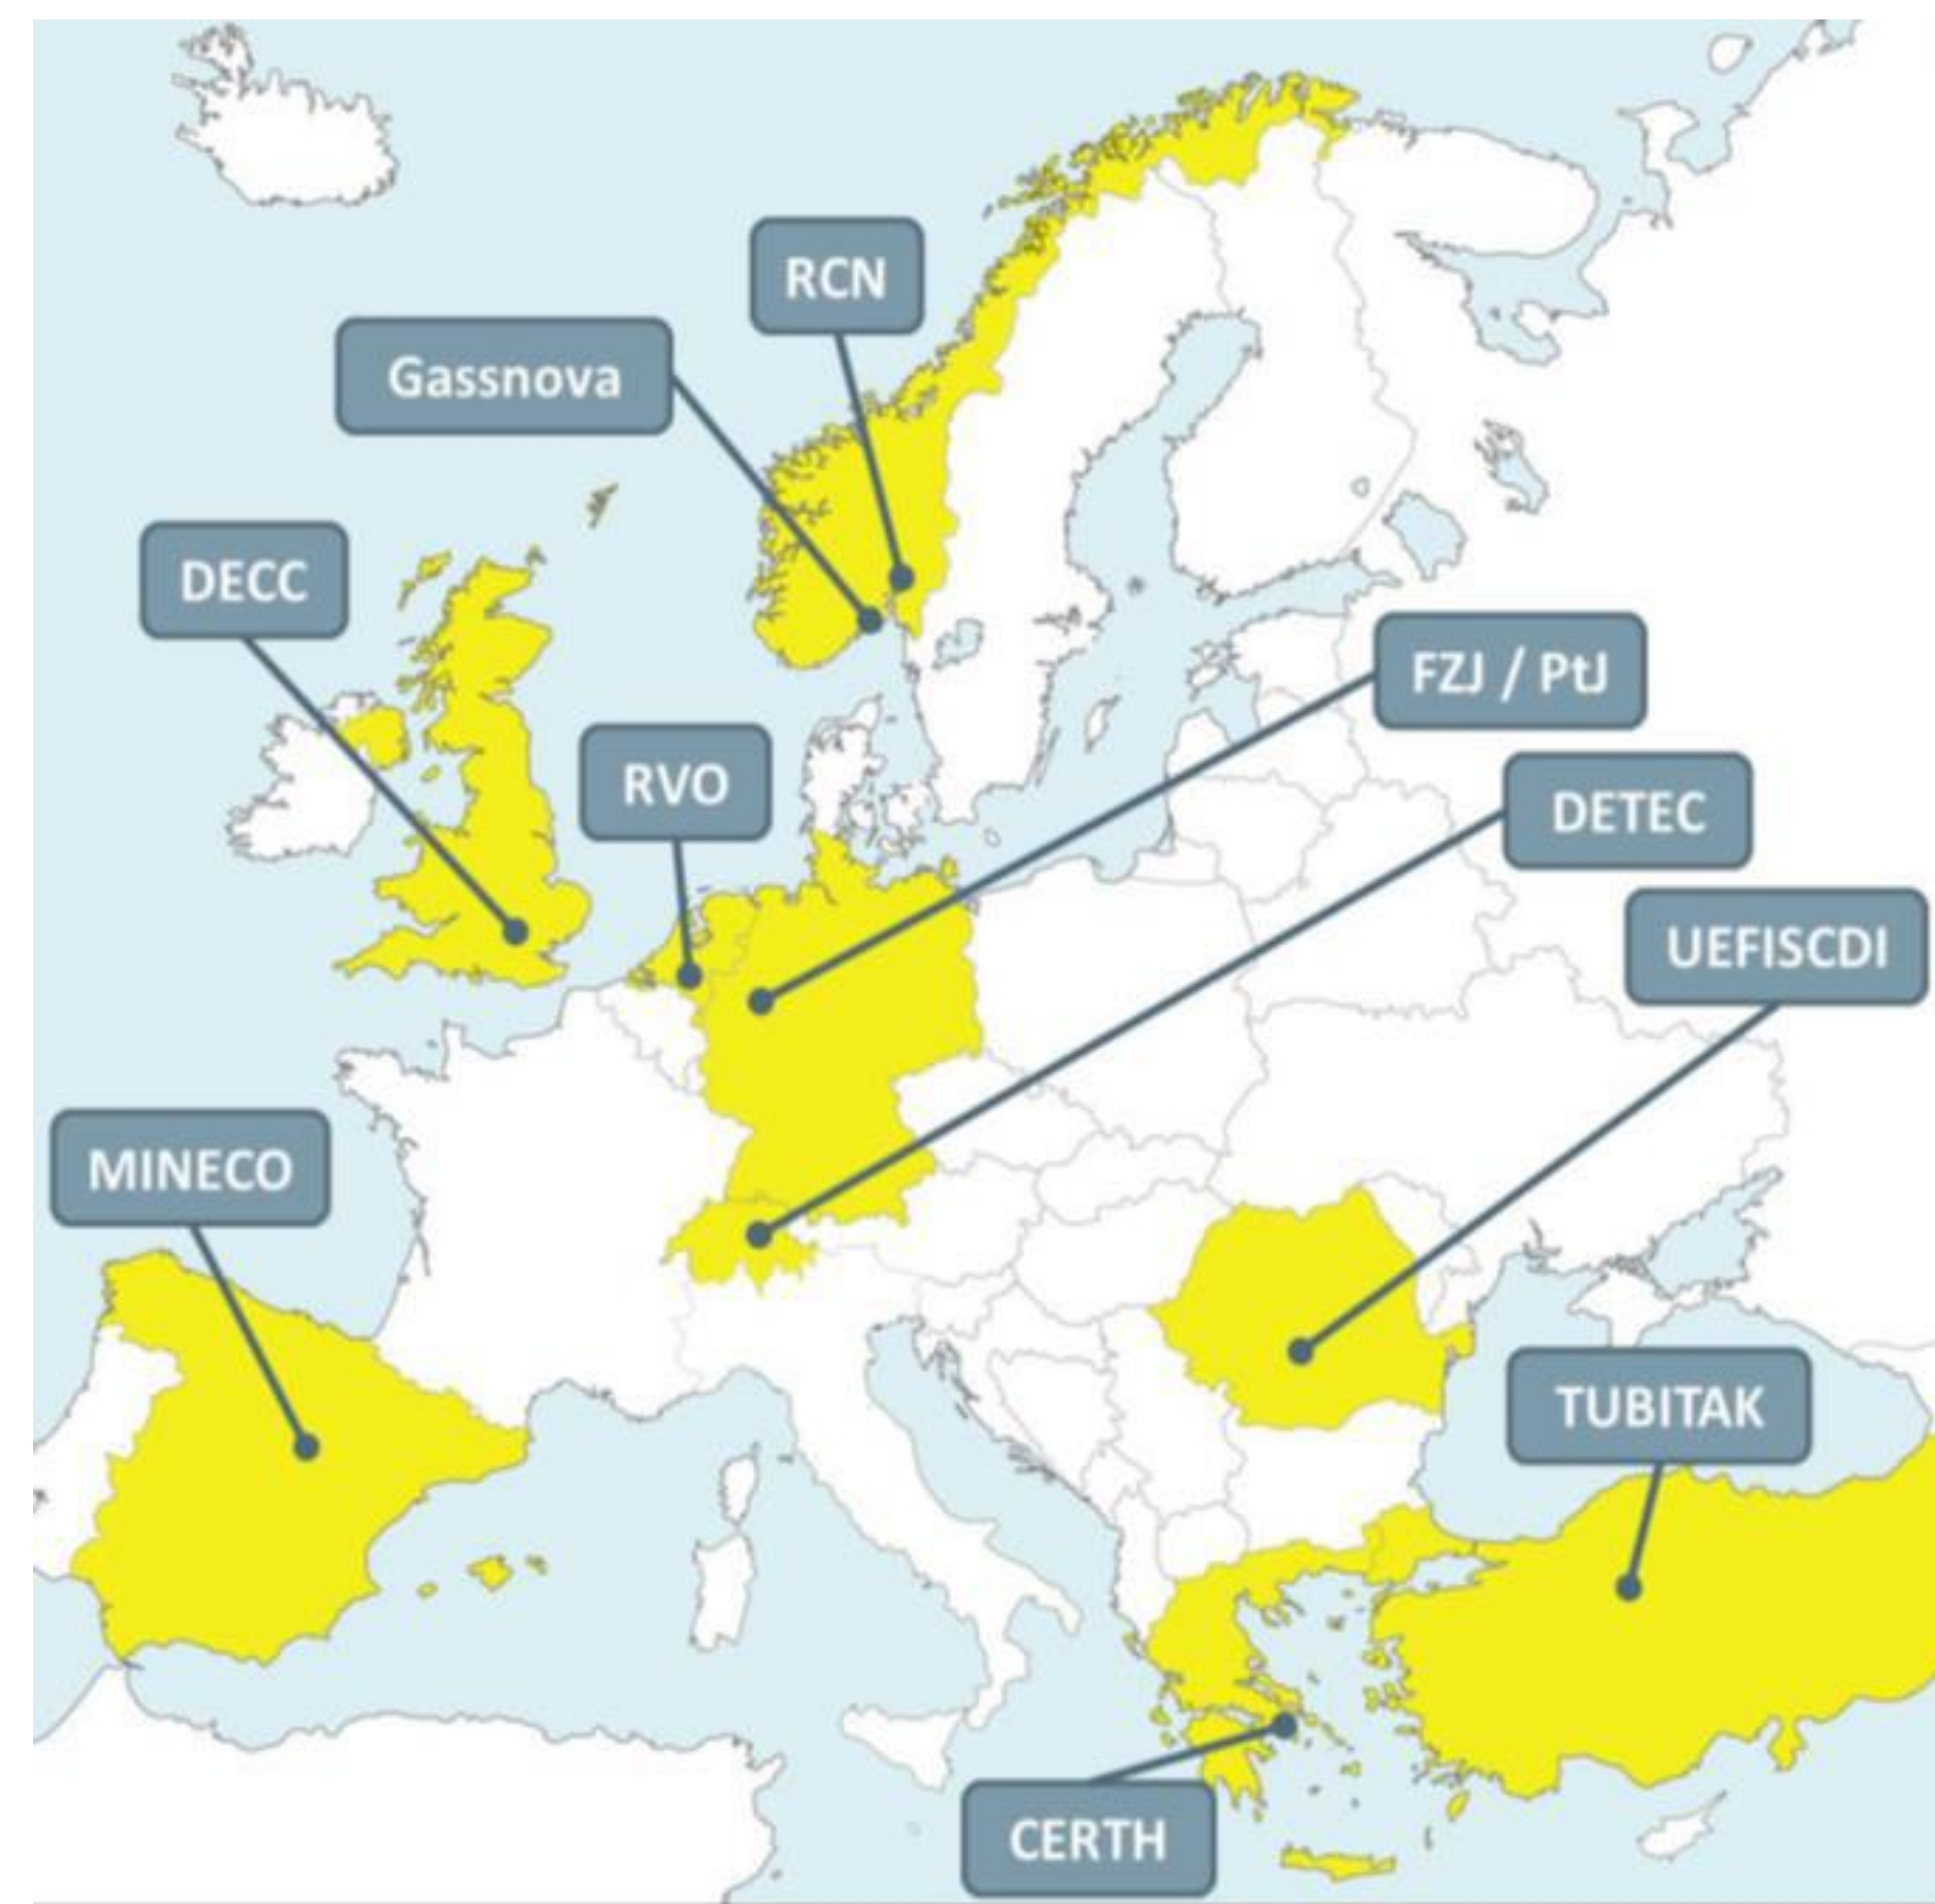 RCN
Gassnova
DECC
FZJ / PtJ
RVO
DETEC
UEFISCDI
MINECO
TUBITAK
CERTH